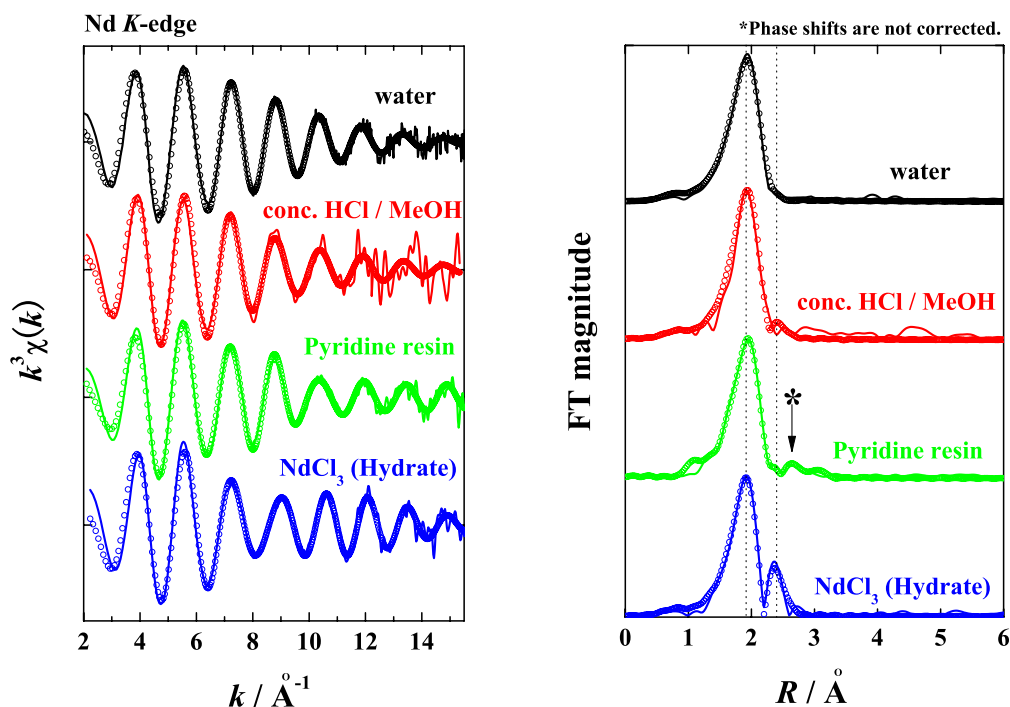 Nd K-edge
water
conc. HCl / MeOH
Pyridine resin
NdCl₃ (Hydrate)
k³χ(k)
2 4 6 8 10 12 14
k / Å⁻¹
*Phase shifts are not corrected.
water
conc. HCl / MeOH
*
Pyridine resin
NdCl₃ (Hydrate)
FT magnitude
0 1 2 3 4 5 6
R / Å